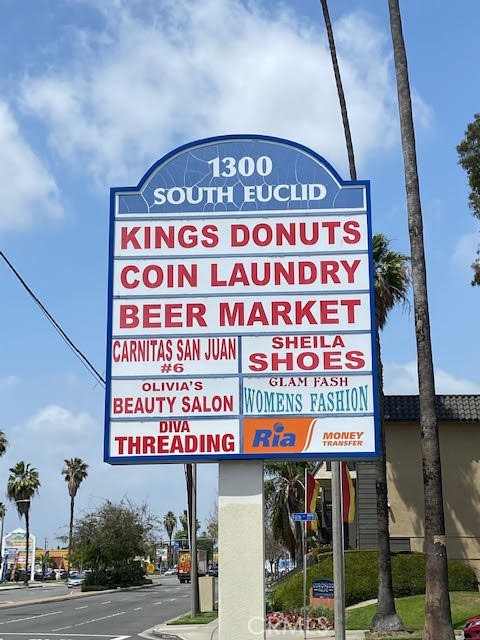 1300
SOUTH EUCLID
KINGS DONUTS
COIN LAUNDRY
BEER MARKET
CARNITAS SAN JUAN
#6
SHEILA
SHOES
OLIVIA'S
BEAUTY SALON
GLAM FASH
WOMENS FASHION
DIVA
THREADING
Ria
MONEY
TRANSFER
CRMLS